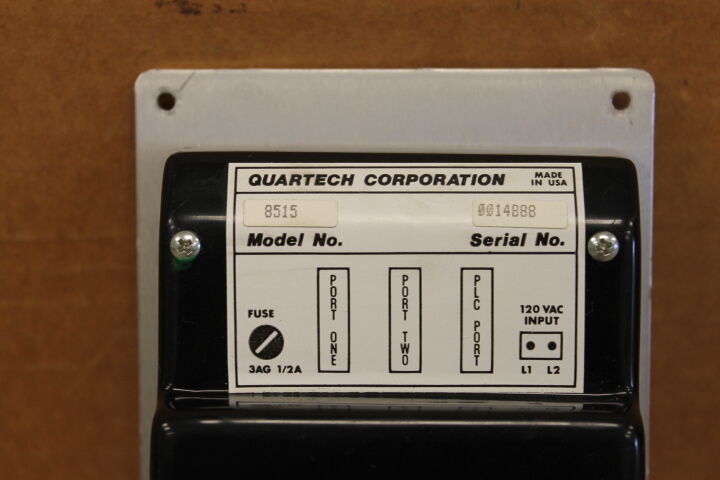 QUARTECH CORPORATION
MADE
IN USA
8515
0014888
Model No.
Serial No.
FUSE
3AG 1/2A
PORT ONE
PORT TWO
PLC PORT
120 VAC
INPUT
L1 L2